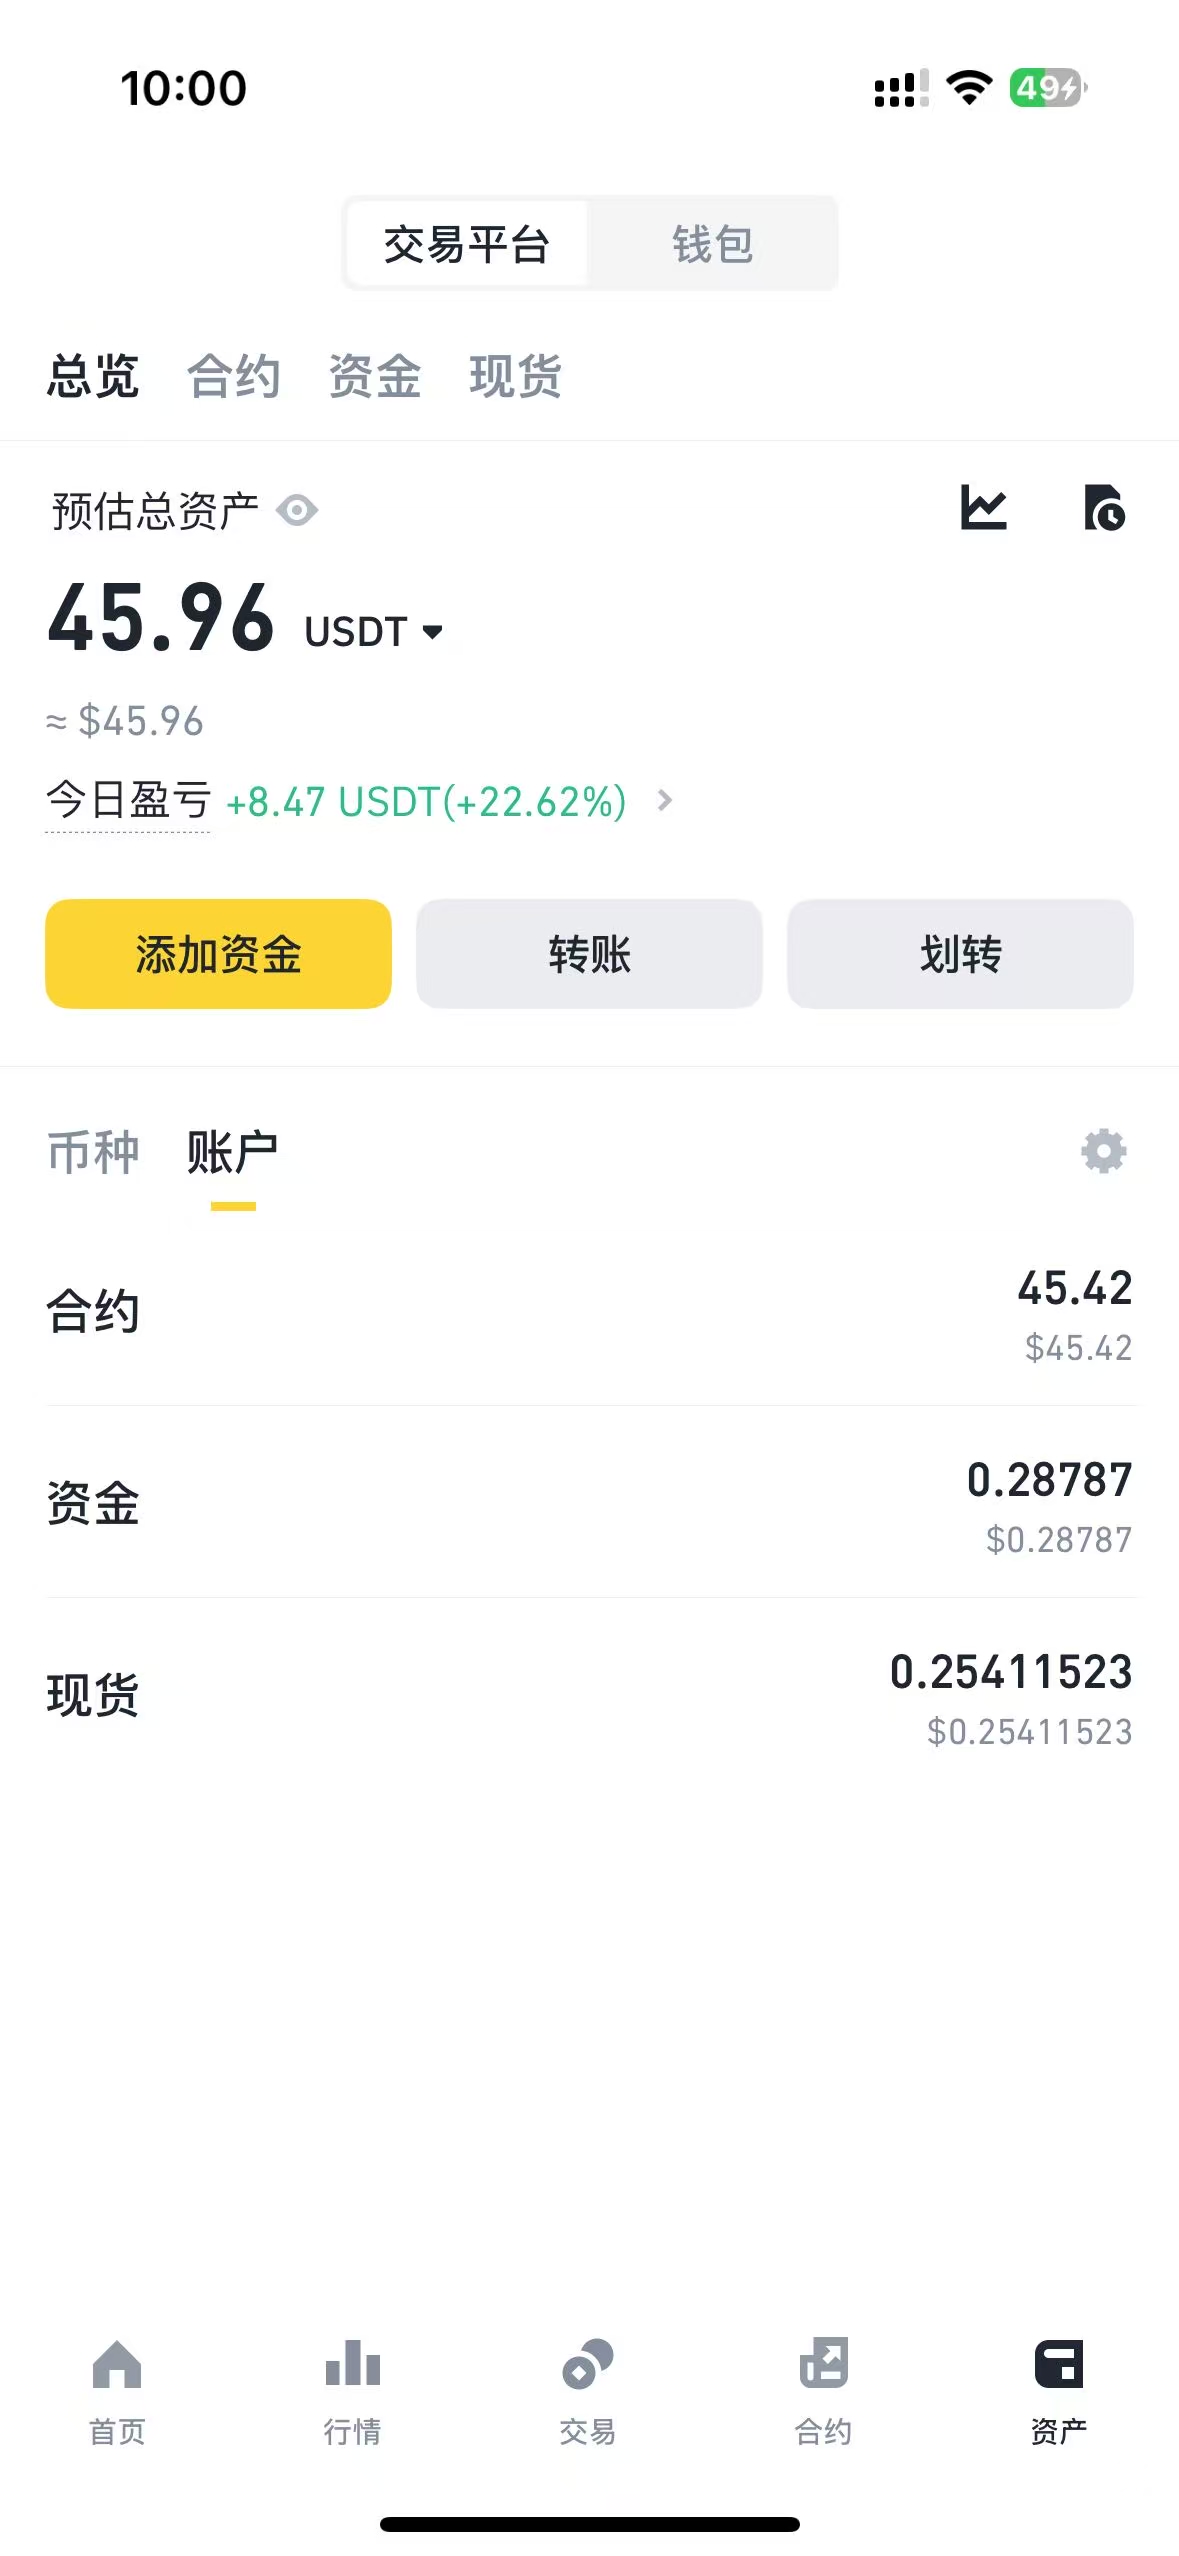 10:00
49
交易平台 钱包
总览 合约 资金 现货
预估总资产
45.96 USDT
≈ $45.96
今日盈亏 +8.47 USDT(+22.62%)
添加资金 转账 划转
币种 账户
合约 45.42
$45.42
资金 0.28787
$0.28787
现货 0.25411523
$0.25411523
首页 行情 交易 合约 资产